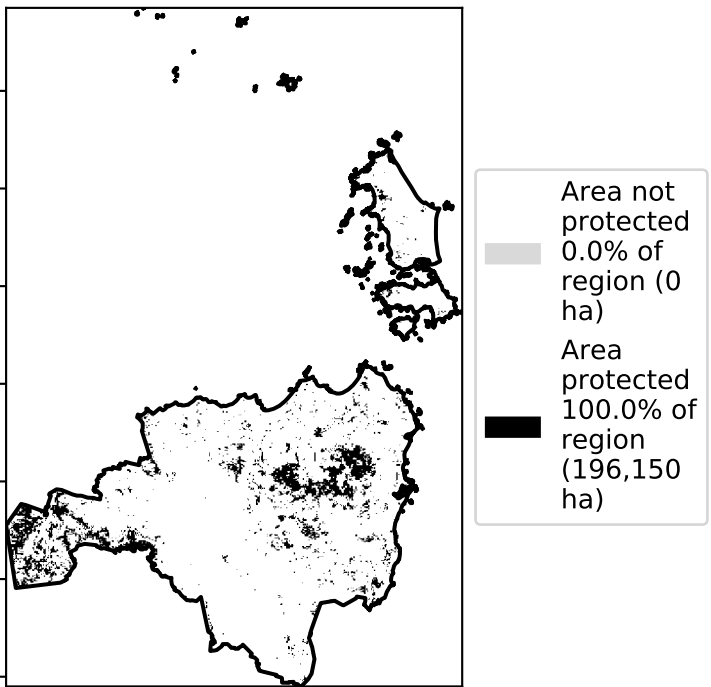 Area not
protected
0.0% of
region (0
ha)
Area
protected
100.0% of
region
(196,150
ha)